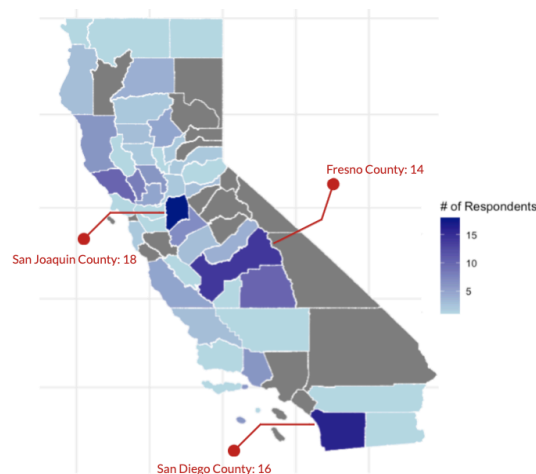 Fresno County: 14
# of Respondents
15
10
5
San Joaquin County: 18
San Diego County: 16